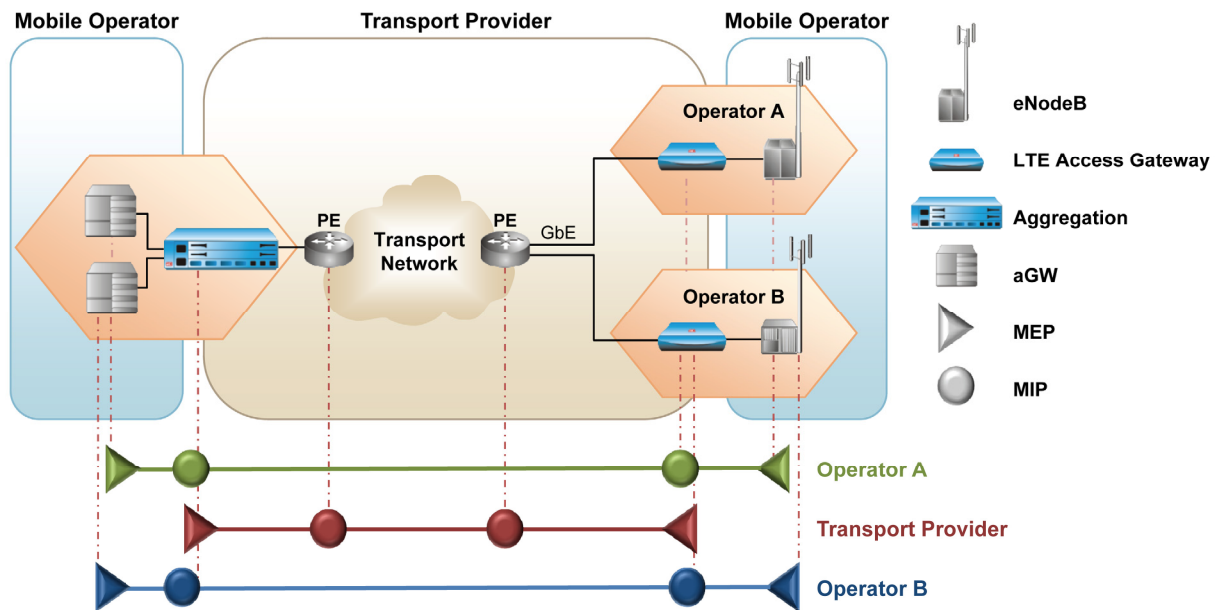 Mobile Operator
Transport Provider
Mobile Operator
Operator A
eNodeB
LTE Access Gateway
PE
PE
GbE
Aggregation
Transport
Network
aGW
Operator B
MEP
MIP
Operator A
Transport Provider
Operator B